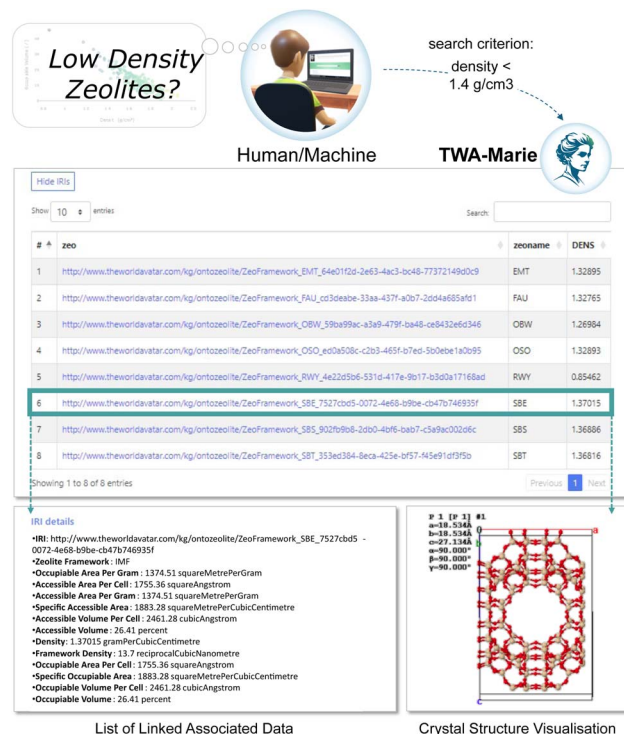 Low Density
Zeolites?
search criterion:
density <
1.4 g/cm3
Human/Machine
TWA-Marie
Hide IRIs
Show 10 entries
Search:
# zeo zeoname DENS
1 http://www.theworldavatar.com/kg/ontozeolite/ZeoFramework_EMT_64e01f2d-2e63-4ac3-bc48-77372149d0c9 EMT 1.32895
2 http://www.theworldavatar.com/kg/ontozeolite/ZeoFramework_FAU_cd3deabe-33aa-437f-a0b7-2dd4a685afd1 FAU 1.32765
3 http://www.theworldavatar.com/kg/ontozeolite/ZeoFramework_OBW_59ba99ac-a3a9-479f-ba48-ce8432e6d346 OBW 1.26984
4 http://www.theworldavatar.com/kg/ontozeolite/ZeoFramework_OSO_ed0a508c-c2b3-465f-b7ed-5b0ebe1a0b95 OSO 1.32893
5 http://www.theworldavatar.com/kg/ontozeolite/ZeoFramework_RWY_4e22d5b6-531d-417e-9b17-b3d0a17168ad RWY 0.85462
6 http://www.theworldavatar.com/kg/ontozeolite/ZeoFramework_SBE_7527cbd5-0072-4e68-b9be-cb47b746935f SBE 1.37015
7 http://www.theworldavatar.com/kg/ontozeolite/ZeoFramework_SBS_902fb9b8-2db0-4bf6-bab7-c5a9ac002d6c SBS 1.36886
8 http://www.theworldavatar.com/kg/ontozeolite/ZeoFramework_SBT_353ed384-8eca-425e-bf57-f45e91df3f5b SBT 1.36816
Showing 1 to 8 of 8 entries
Previous 1 Next
IRI details
•IRI: http://www.theworldavatar.com/kg/ontozeolite/ZeoFramework_SBE_7527cbd5 -
0072-4e68-b9be-cb47b746935f
•Zeolite Framework : IMF
•Occupiable Area Per Gram : 1374.51 squareMetrePerGram
•Accessible Area Per Cell : 1755.36 squareAngstrom
•Accessible Area Per Gram : 1374.51 squareMetrePerGram
•Specific Accessible Area : 1883.28 squareMetrePerCubicCentimetre
•Accessible Volume Per Cell : 2461.28 cubicAngstrom
•Accessible Volume : 26.41 percent
•Density: 1.37015 gramPerCubicCentimetre
•Framework Density : 13.7 reciprocalCubicNanometre
•Occupiable Area Per Cell : 1755.36 squareAngstrom
•Specific Occupiable Area : 1883.28 squareMetrePerCubicCentimetre
•Occupiable Volume Per Cell : 2461.28 cubicAngstrom
•Occupiable Volume : 26.41 percent
P 1 [P 1] #1
a=18.534Å
b=18.534Å
c=27.134Å
α=90.000°
β=90.000°
γ=90.000°
0
a
b
c
List of Linked Associated Data
Crystal Structure Visualisation